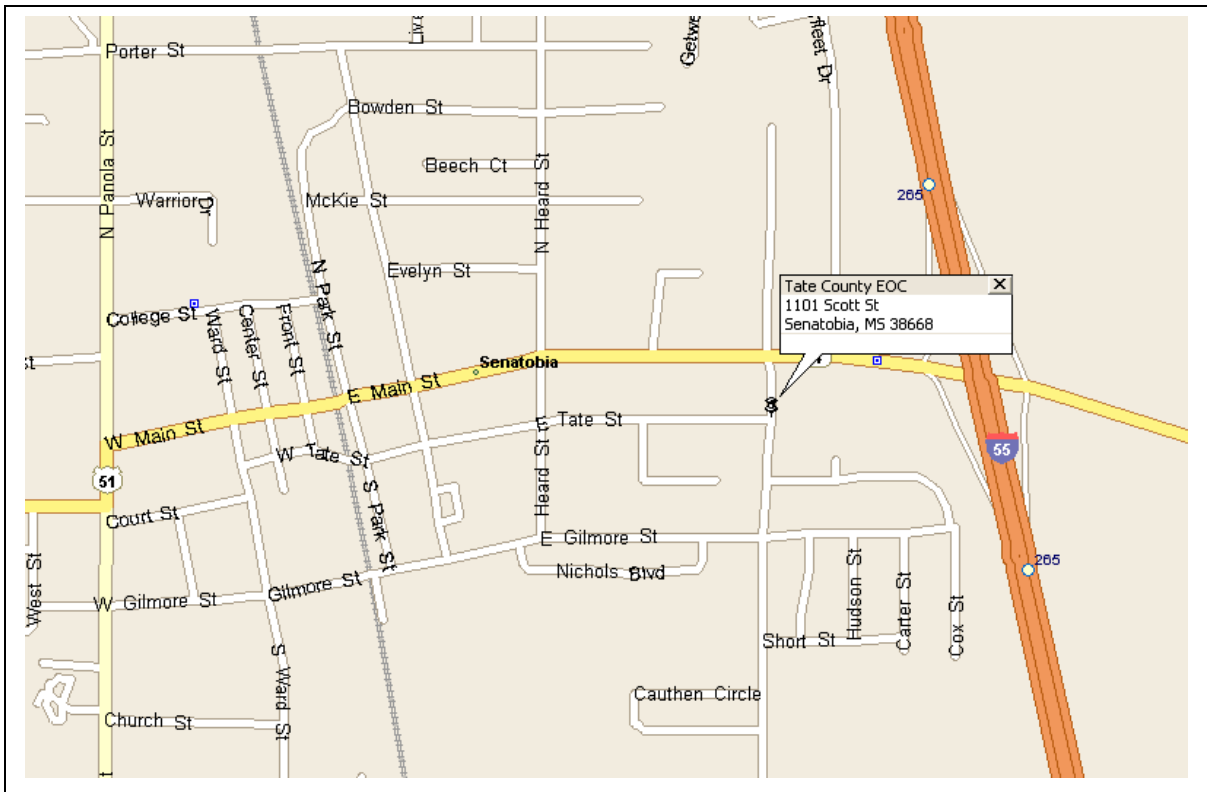 Porter St
Bowden St
N Panola St
Beech Ct
N Heard St
Warrior Dr
McKie St
265
Evelyn St
N Park St
Tate County EOC
1101 Scott St
Senatobia, MS 38668
College St
Ward St
Center St
Front St
Senatobia
E Main St
W Main St
Tate St
W Tate St
55
51
Heard St
S Park St
Court St
E Gilmore St
265
Nichols Blvd
Gilmore St
W Gilmore St
West St
Hudson St
Carter St
Cox St
Short St
S Ward St
Cauthen Circle
Church St